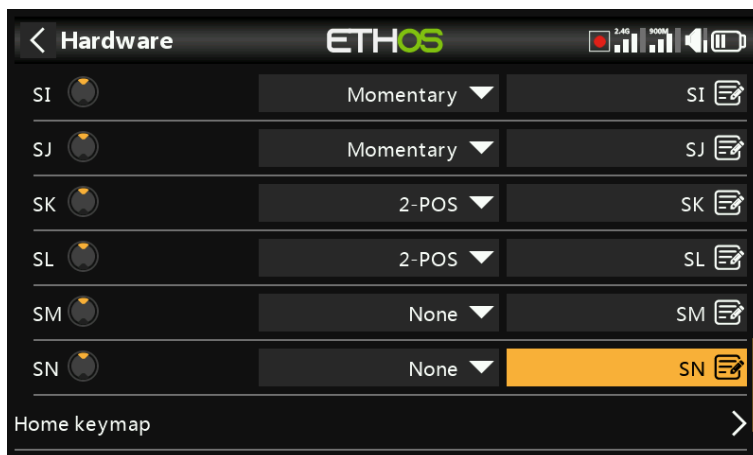 Hardware ETHOS 2.4G 900M
SI Momentary SI
SJ Momentary SJ
SK 2-POS SK
SL 2-POS SL
SM None SM
SN None SN
Home keymap